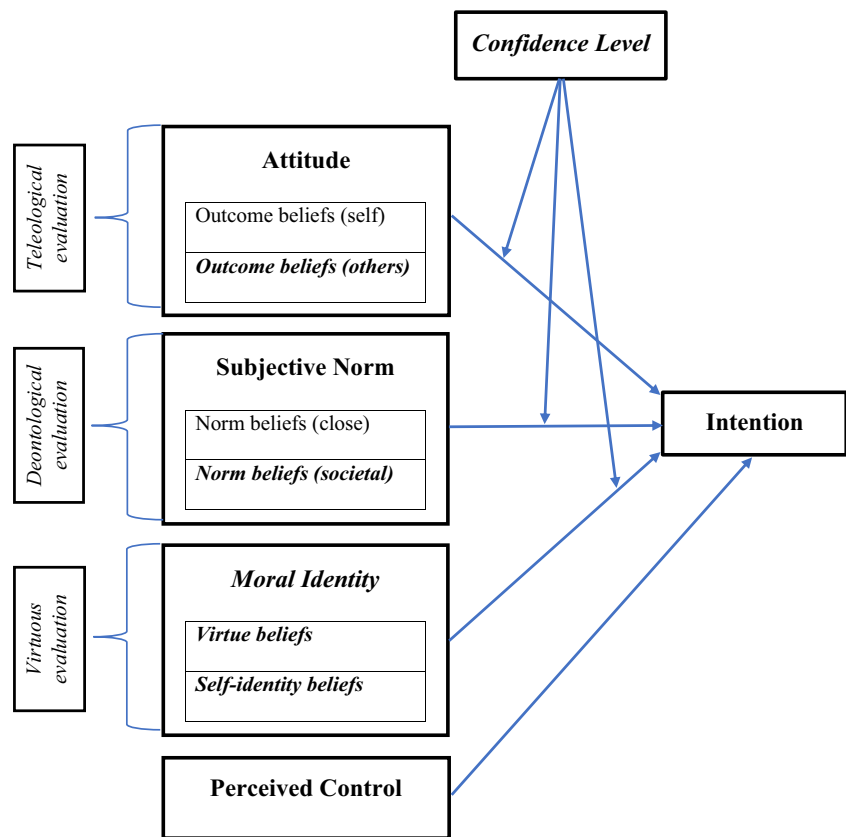 Confidence Level
Teleological
evaluation
Attitude
Outcome beliefs (self)
Outcome beliefs (others)
Deontological
evaluation
Subjective Norm
Norm beliefs (close)
Norm beliefs (societal)
Intention
Virtuous
evaluation
Moral Identity
Virtue beliefs
Self-identity beliefs
Perceived Control